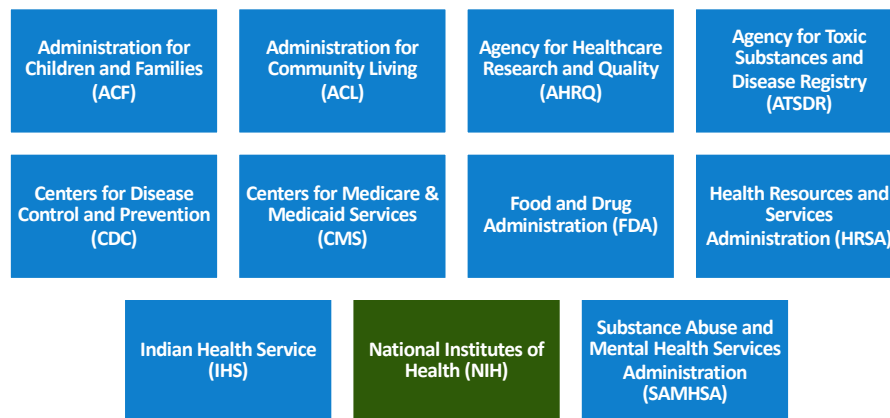 Administration for
Children and Families
(ACF)
Administration for
Community Living
(ACL)
Agency for Healthcare
Research and Quality
(AHRQ)
Agency for Toxic
Substances and
Disease Registry
(ATSDR)
Centers for Disease
Control and Prevention
(CDC)
Centers for Medicare &
Medicaid Services
(CMS)
Food and Drug
Administration (FDA)
Health Resources and
Services
Administration (HRSA)
Indian Health Service
(IHS)
National Institutes of
Health (NIH)
Substance Abuse and
Mental Health Services
Administration
(SAMHSA)